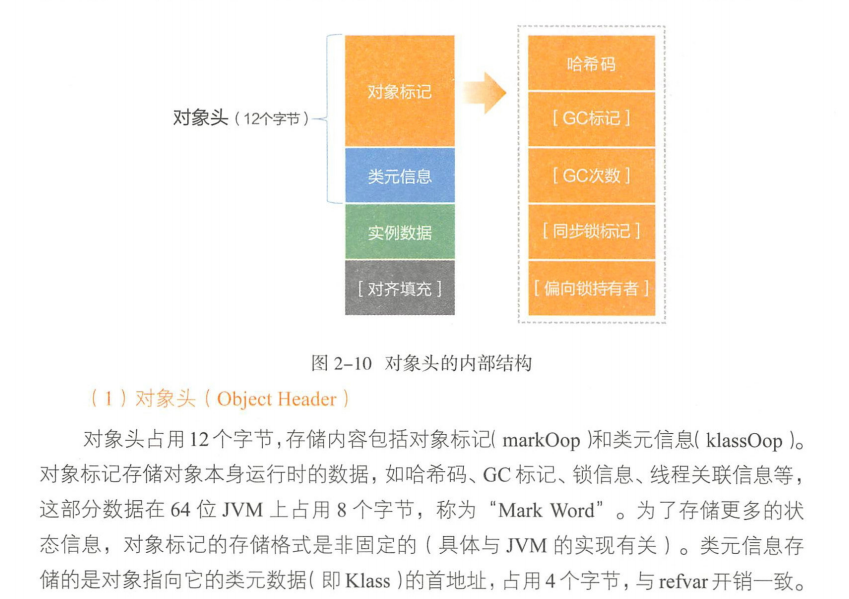 对象标记
哈希码
对象头（12个字节）
[ GC标记 ]
类元信息
[ GC次数 ]
实例数据
[ 同步锁标记 ]
[ 对齐填充 ]
[ 偏向锁持有者 ]
图 2-10 对象头的内部结构
（1）对象头（Object Header）
对象头占用12个字节，存储内容包括对象标记（markOop）和类元信息（klassOop）。
对象标记存储对象本身运行时的数据，如哈希码、GC 标记、锁信息、线程关联信息等，
这部分数据在 64 位 JVM 上占用 8 个字节，称为“Mark Word”。为了存储更多的状
态信息，对象标记的存储格式是非固定的（具体与 JVM 的实现有关）。类元信息存
储的是对象指向它的类元数据（即 Klass）的首地址，占用4个字节，与refvar开销一致。